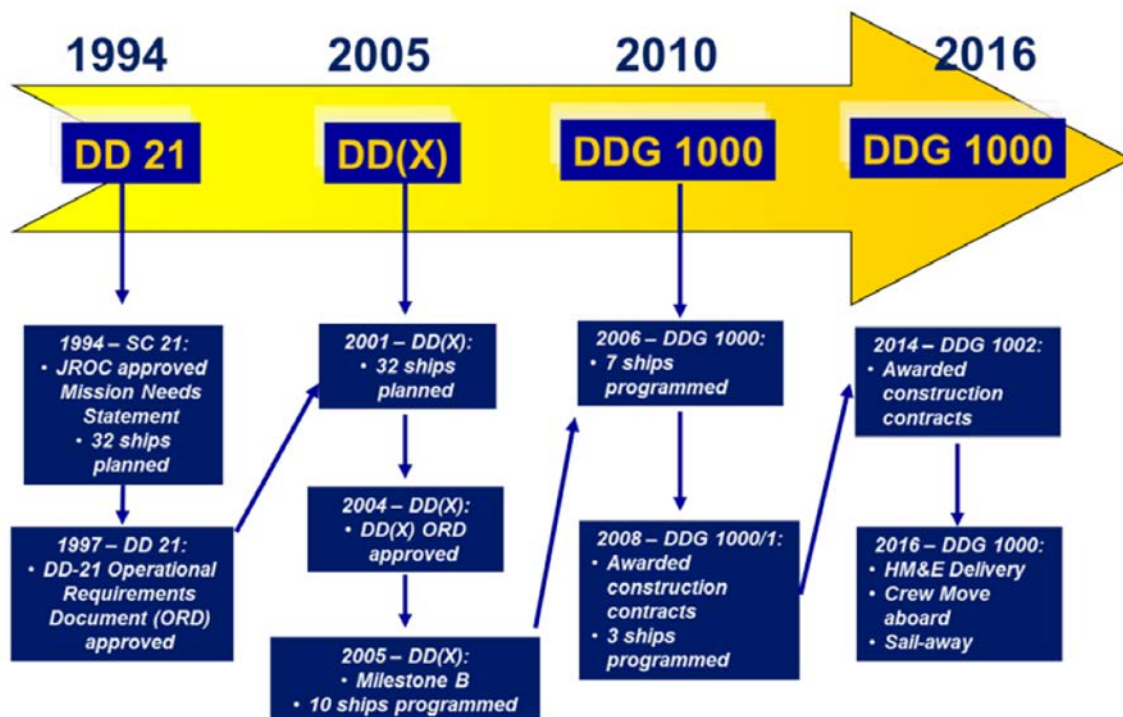 1994
2005
2010
2016
DD 21
DD(X)
DDG 1000
DDG 1000
1994 – SC 21:
• JROC approved
Mission Needs
Statement
• 32 ships
planned
1997 – DD 21:
• DD-21 Operational
Requirements
Document (ORD)
approved
2001 – DD(X):
• 32 ships
planned
2004 – DD(X):
• DD(X) ORD
approved
2005 – DD(X):
• Milestone B
• 10 ships programmed
2006 – DDG 1000:
• 7 ships
programmed
2008 – DDG 1000/1:
• Awarded
construction
contracts
• 3 ships
programmed
2014 – DDG 1002:
• Awarded
construction
contracts
2016 – DDG 1000:
• HM&E Delivery
• Crew Move
aboard
• Sail-away